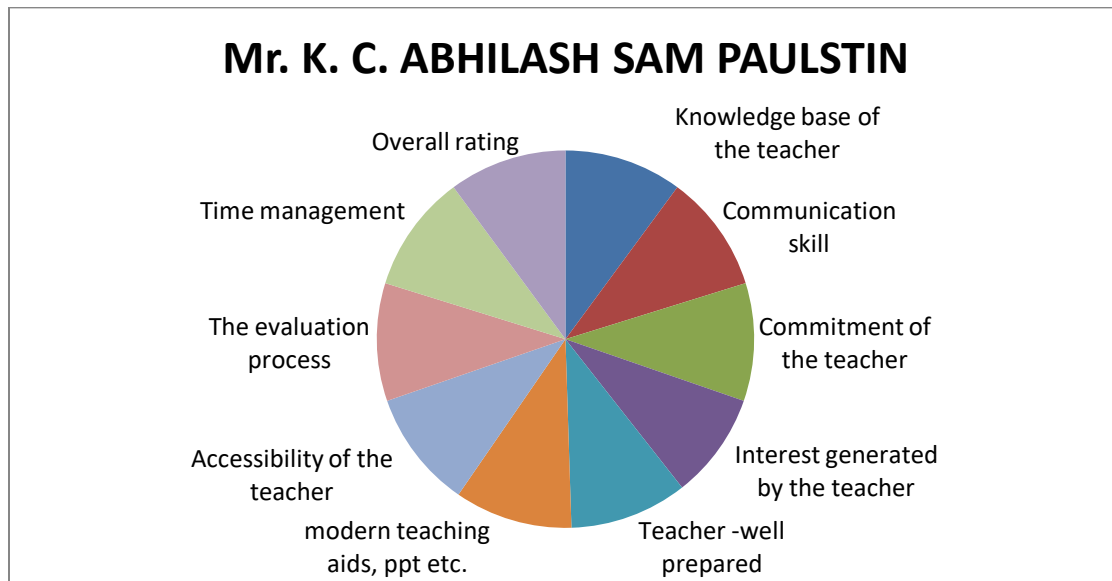 Mr. K. C. ABHILASH SAM PAULSTIN
Knowledge base of
the teacher
Communication
skill
Commitment of
the teacher
Interest generated
by the teacher
Teacher -well
prepared
modern teaching
aids, ppt etc.
Accessibility of the
teacher
The evaluation
process
Time management
Overall rating